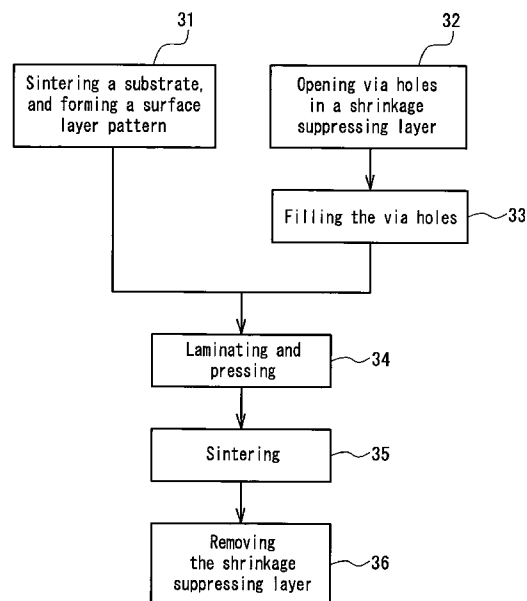 31
Sintering a substrate,
and forming a surface
layer pattern
32
Opening via holes
in a shrinkage
suppressing layer
Filling the via holes
33
Laminating and
pressing
34
Sintering
35
Removing
the shrinkage
suppressing layer
36